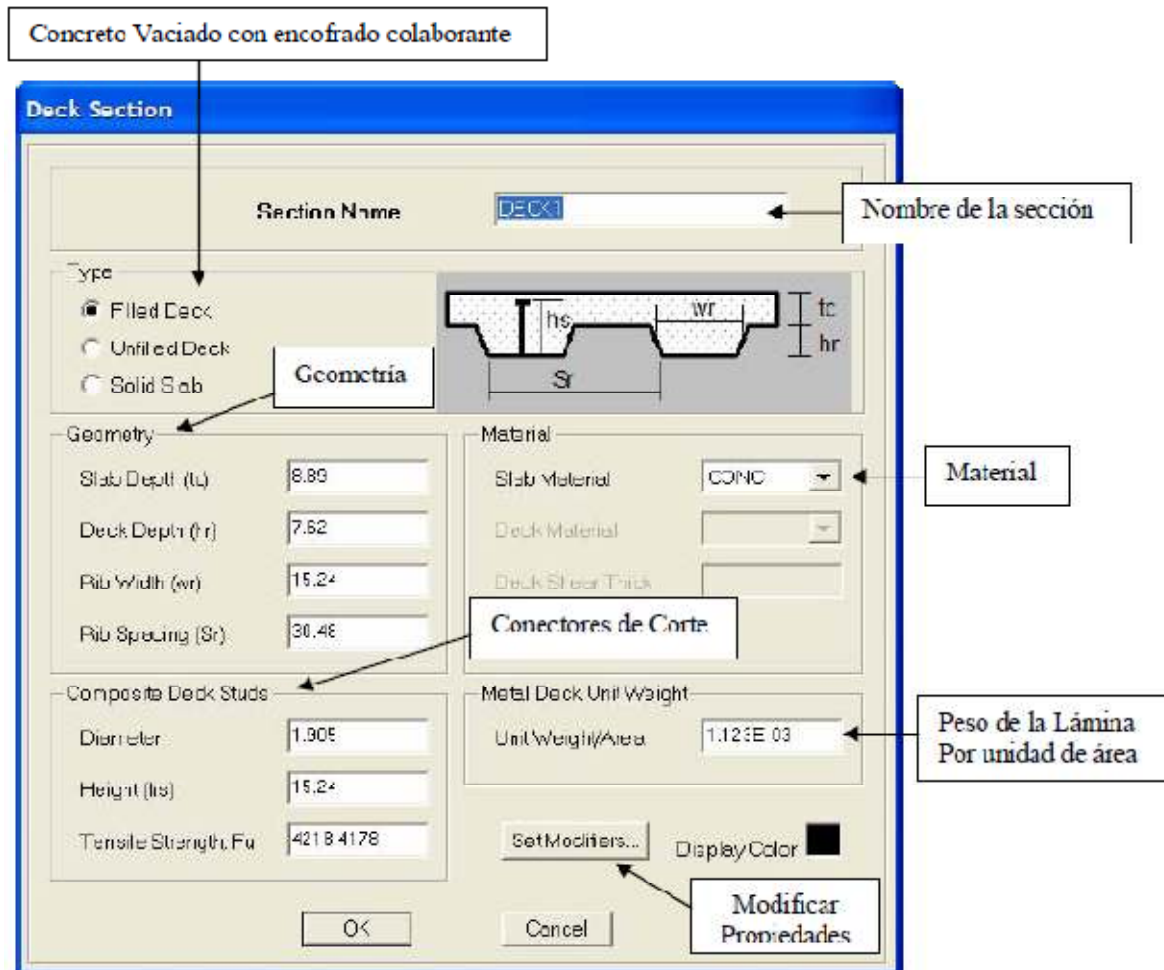 Concreto Vaciado con encofrado colaborante
Deck Section
Section Name
DECK1
Nombre de la sección
Type
Filled Deck
Unfilled Deck
Solid Slab
hs
wr
tc
hr
Sr
Geometría
Geometry
Slab Depth (tc)
8.89
Deck Depth (hr)
7.62
Rib Width (wr)
15.24
Rib Spacing (Sr)
30.48
Material
Slab Material
CONC
Deck Material
Deck Shear Thick
Material
Conectores de Corte
Composite Deck Studs
Diameter
1.905
Height (hs)
15.24
Tensile Strength, Fu
4218.4178
Metal Deck Unit Weight
Unit Weight/Area
1.123E-03
Peso de la Lámina
Por unidad de área
Set Modifiers...
Display Color
Modificar
Propiedades
OK
Cancel